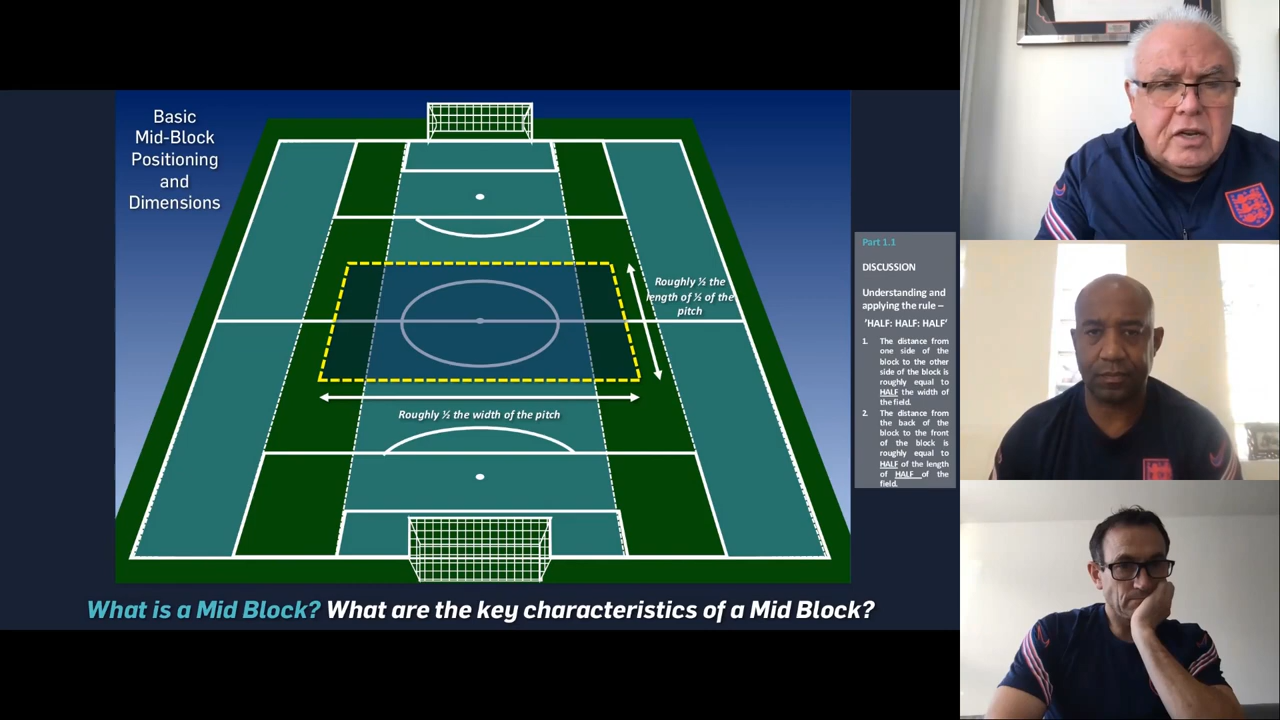 Basic
Mid-Block
Positioning
and
Dimensions
Roughly ½ the
length of ½ of the
pitch
Roughly ½ the width of the pitch
Part 1.1
DISCUSSION
Understanding and
applying the rule –
'HALF: HALF: HALF'
1. The distance from
one side of the
block to the other
side of the block is
roughly equal to
HALF the width of
the field.
2. The distance from
the back of the
block to the front
of the block is
roughly equal to
HALF of the length
of HALF of the
field.
What is a Mid Block? What are the key characteristics of a Mid Block?